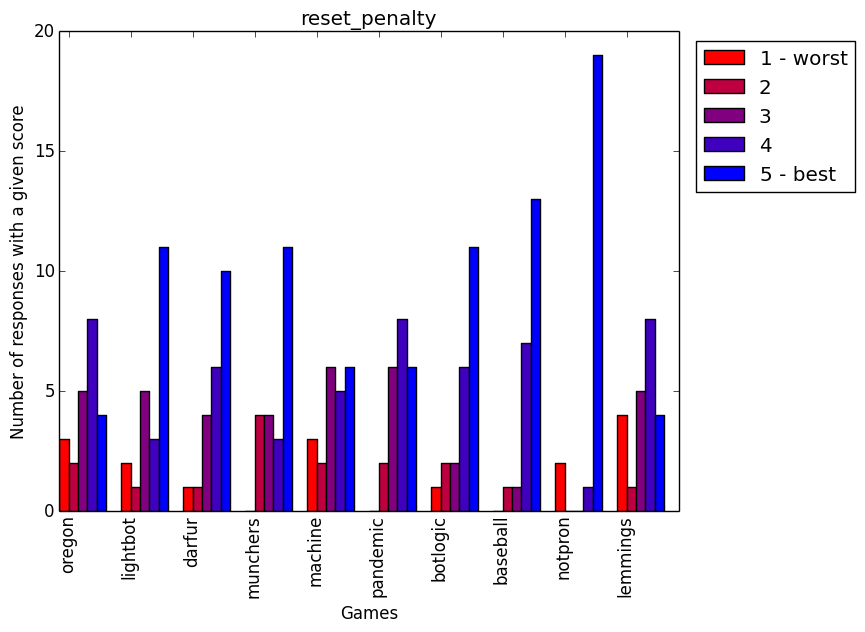 reset_penalty
Number of responses with a given score
20
15
10
5
0
oregon
lightbot
darfur
munchers
machine
pandemic
botlogic
baseball
notpron
lemmings
Games
1 - worst
2
3
4
5 - best